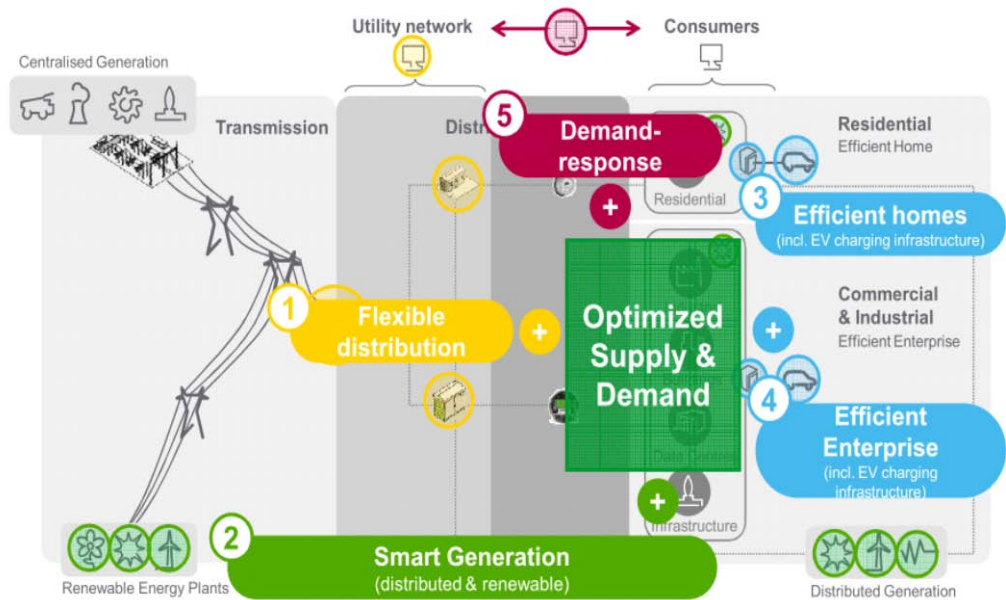 Utility network
Consumers
Centralised Generation
Transmission
Distri
5
Demand-
response
Residential
Efficient Home
Residential
3
Efficient homes
(incl. EV charging infrastructure)
1
Flexible
distribution
Optimized
Supply &
Demand
Commercial
& Industrial
Efficient Enterprise
4
Efficient
Enterprise
(incl. EV charging
infrastructure)
Infrastructure
2
Smart Generation
(distributed & renewable)
Renewable Energy Plants
Distributed Generation